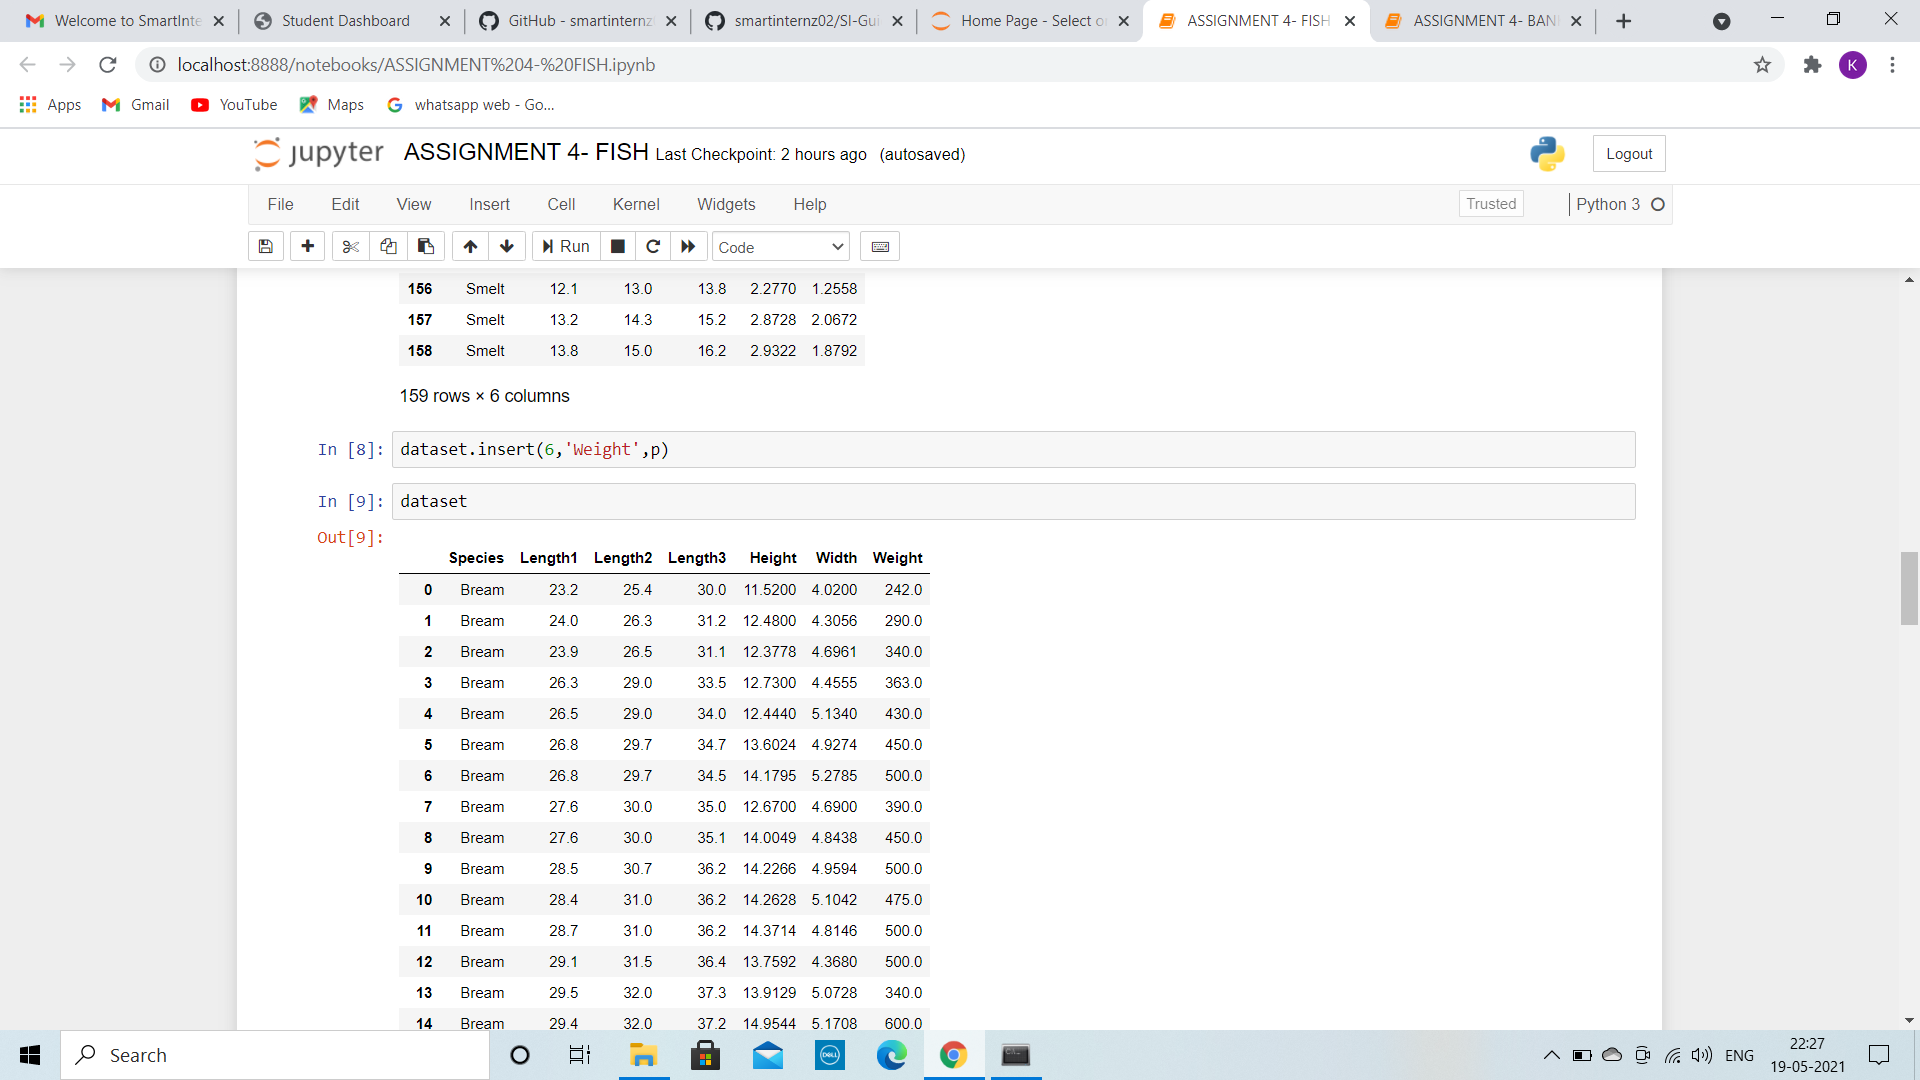 Welcome to SmartInte
Student Dashboard
GitHub - smartinternz
smartinternz02/SI-Gui
Home Page - Select o
ASSIGNMENT 4- FISH
ASSIGNMENT 4- BAN
localhost:8888/notebooks/ASSIGNMENT%204-%20FISH.ipynb
K
Apps
Gmail
YouTube
Maps
whatsapp web - Go...
jupyter ASSIGNMENT 4- FISH Last Checkpoint: 2 hours ago (autosaved)
Logout
File Edit View Insert Cell Kernel Widgets Help
Trusted
Python 3
Run
Code
156 Smelt 12.1 13.0 13.8 2.2770 1.2558
157 Smelt 13.2 14.3 15.2 2.8728 2.0672
158 Smelt 13.8 15.0 16.2 2.9322 1.8792
159 rows × 6 columns
In [8]: dataset.insert(6,'Weight',p)
In [9]: dataset
Out[9]:
Species Length1 Length2 Length3 Height Width Weight
0 Bream 23.2 25.4 30.0 11.5200 4.0200 242.0
1 Bream 24.0 26.3 31.2 12.4800 4.3056 290.0
2 Bream 23.9 26.5 31.1 12.3778 4.6961 340.0
3 Bream 26.3 29.0 33.5 12.7300 4.4555 363.0
4 Bream 26.5 29.0 34.0 12.4440 5.1340 430.0
5 Bream 26.8 29.7 34.7 13.6024 4.9274 450.0
6 Bream 26.8 29.7 34.5 14.1795 5.2785 500.0
7 Bream 27.6 30.0 35.0 12.6700 4.6900 390.0
8 Bream 27.6 30.0 35.1 14.0049 4.8438 450.0
9 Bream 28.5 30.7 36.2 14.2266 4.9594 500.0
10 Bream 28.4 31.0 36.2 14.2628 5.1042 475.0
11 Bream 28.7 31.0 36.2 14.3714 4.8146 500.0
12 Bream 29.1 31.5 36.4 13.7592 4.3680 500.0
13 Bream 29.5 32.0 37.3 13.9129 5.0728 340.0
14 Bream 29.4 32.0 37.2 14.9544 5.1708 600.0
Search
DELL
ENG
22:27
19-05-2021